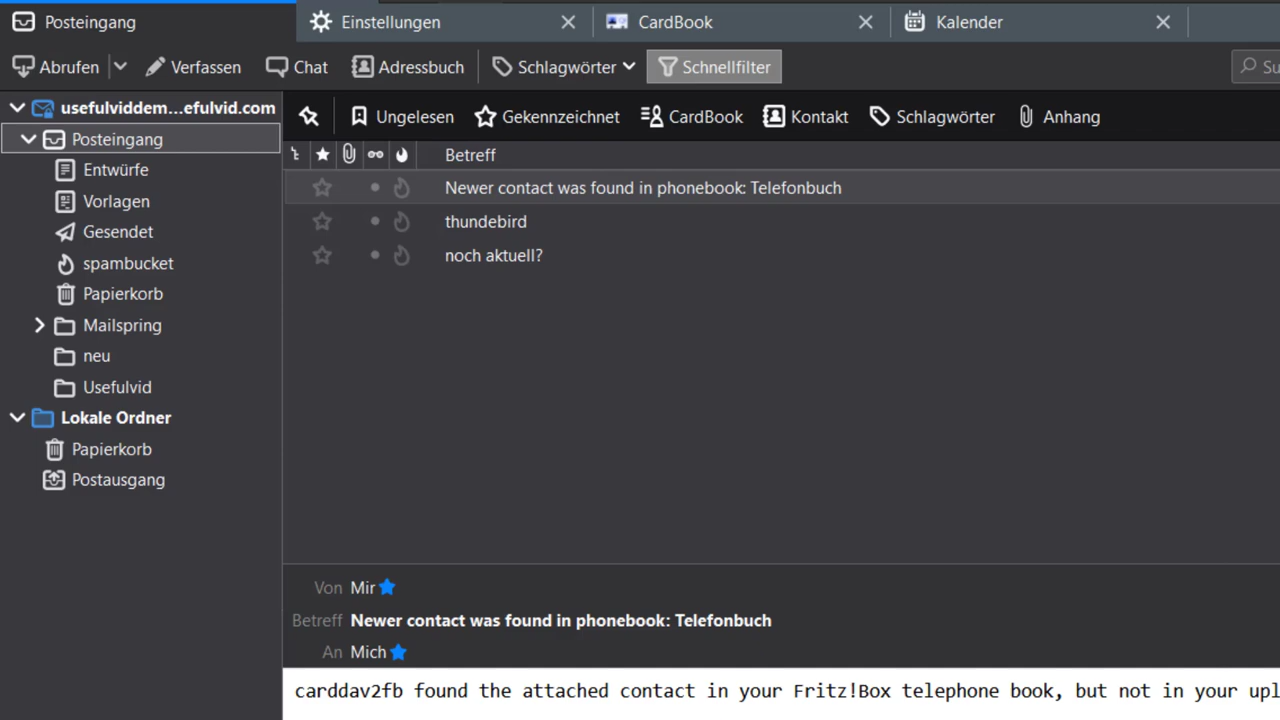 Posteingang
Einstellungen
CardBook
Kalender
Abrufen
Verfassen
Chat
Adressbuch
Schlagwörter
Schnellfilter
Su
usefulviddem...efulvid.com
Posteingang
Entwürfe
Vorlagen
Gesendet
spambucket
Papierkorb
Mailspring
neu
Usefulvid
Lokale Ordner
Papierkorb
Postausgang
Ungelesen
Gekennzeichnet
CardBook
Kontakt
Schlagwörter
Anhang
Betreff
Newer contact was found in phonebook: Telefonbuch
thundebird
noch aktuell?
Von Mir
Betreff Newer contact was found in phonebook: Telefonbuch
An Mich
carddav2fb found the attached contact in your Fritz!Box telephone book, but not in your upl